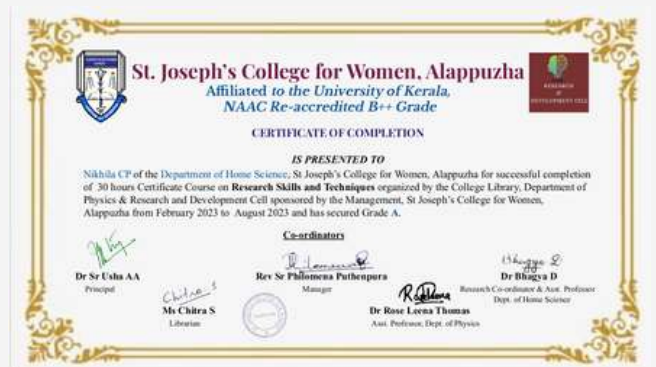 St. Joseph's College for Women, Alappuzha
Affiliated to the University of Kerala,
NAAC Re-accredited B++ Grade
RESEARCH
&
DEVELOPMENT CELL
CERTIFICATE OF COMPLETION
IS PRESENTED TO
Nikhila CP of the Department of Home Science, St Joseph's College for Women, Alappuzha for successful completion
of 30 hours Certificate Course on Research Skills and Techniques organized by the College Library, Department of
Physics & Research and Development Cell sponsored by the Management, St Joseph's College for Women,
Alappuzha from February 2023 to August 2023 and has secured Grade A.
Co-ordinators
Dr Sr Usha AA
Principal
Rev Sr Philomena Puthenpura
Manager
Dr Bhagya D
Research Co-ordinator & Asst. Professor
Dept. of Home Science
Chitra S
Ms Chitra S
Librarian
Dr Rose Leena Thomas
Asst. Professor, Dept. of Physics